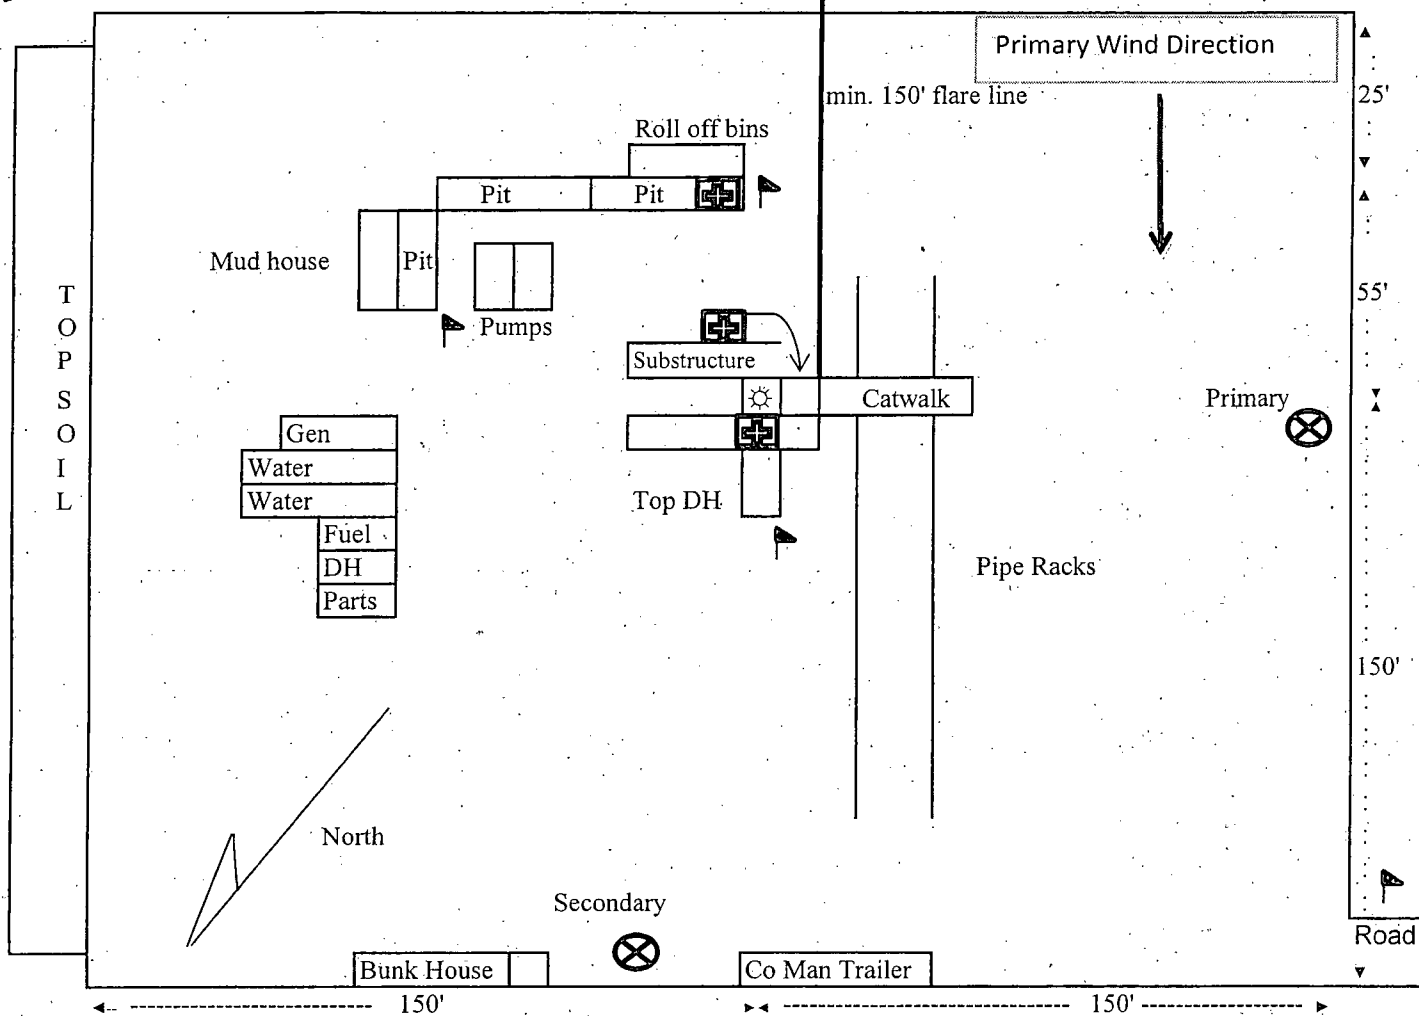 Primary Wind Direction
min. 150' flare line
25'
Roll off bins
Pit
Pit
Mud house
Pit
Pumps
55'
TOPSOIL
Substructure
Catwalk
Primary
Gen
Water
Water
Top DH
Fuel
DH
Parts
Pipe Racks
150'
North
Secondary
Road
Bunk House
Co Man Trailer
150'
150'